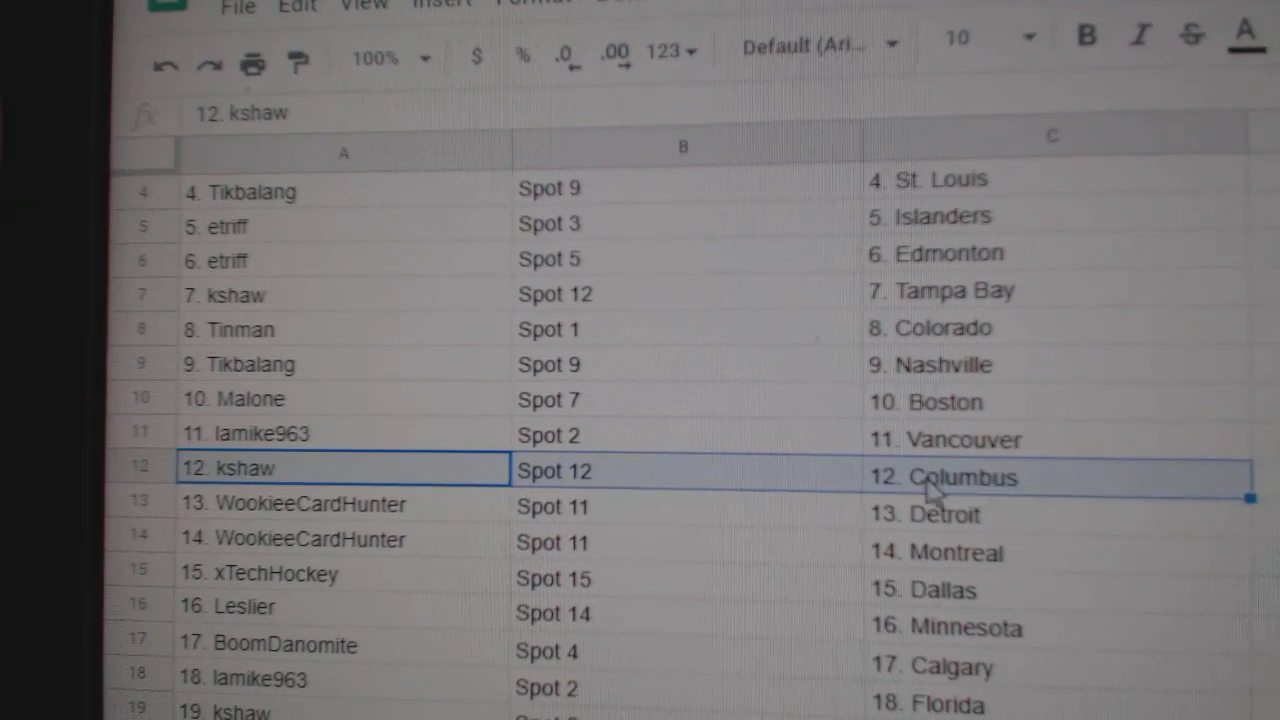 File Edit View Insert Format
100% $ % .0 .00 123 Default (Ari... 10 B I S A
fx 12. kshaw
A B C
4 4. Tikbalang Spot 9 4. St. Louis
5 5. etriff Spot 3 5. Islanders
6 6. etriff Spot 5 6. Edmonton
7 7. kshaw Spot 12 7. Tampa Bay
8 8. Tinman Spot 1 8. Colorado
9 9. Tikbalang Spot 9 9. Nashville
10 10. Malone Spot 7 10. Boston
11 11. lamike963 Spot 2 11. Vancouver
12 12. kshaw Spot 12 12. Columbus
13 13. WookieeCardHunter Spot 11 13. Detroit
14 14. WookieeCardHunter Spot 11 14. Montreal
15 15. xTechHockey Spot 15 15. Dallas
16 16. Leslier Spot 14 16. Minnesota
17 17. BoomDanomite Spot 4 17. Calgary
18 18. lamike963 Spot 2 18. Florida
19 19. kshaw